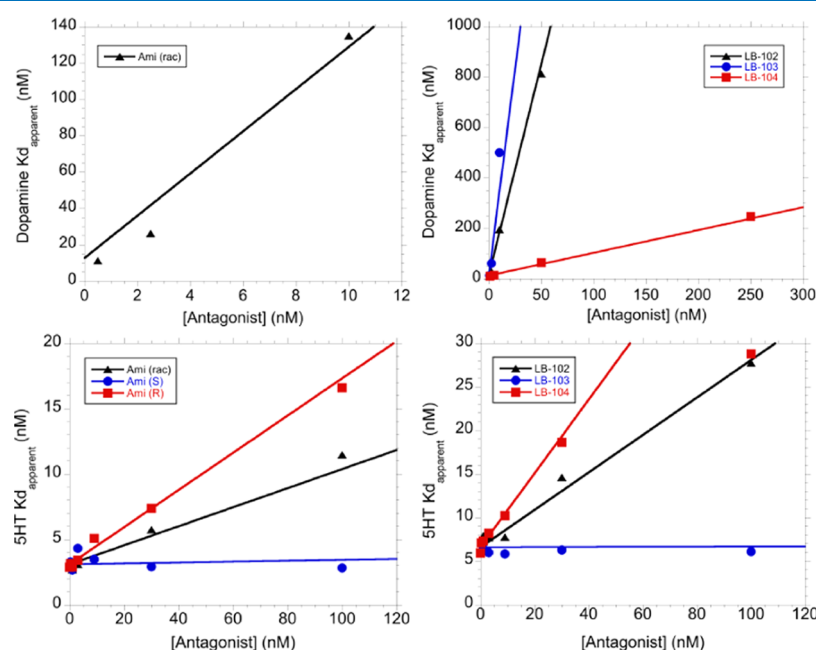 140
120
100
80
60
40
20
0
Dopamine Kd apparent (nM)
Ami (rac)
0 2 4 6 8 10 12
[Antagonist] (nM)
1000
800
600
400
200
0
Dopamine Kd apparent (nM)
LB-102
LB-103
LB-104
0 50 100 150 200 250 300
[Antagonist] (nM)
20
15
10
5
0
5HT Kd apparent (nM)
Ami (rac)
Ami (S)
Ami (R)
0 20 40 60 80 100 120
[Antagonist] (nM)
30
25
20
15
10
5
0
5HT Kd apparent (nM)
LB-102
LB-103
LB-104
0 20 40 60 80 100 120
[Antagonist] (nM)